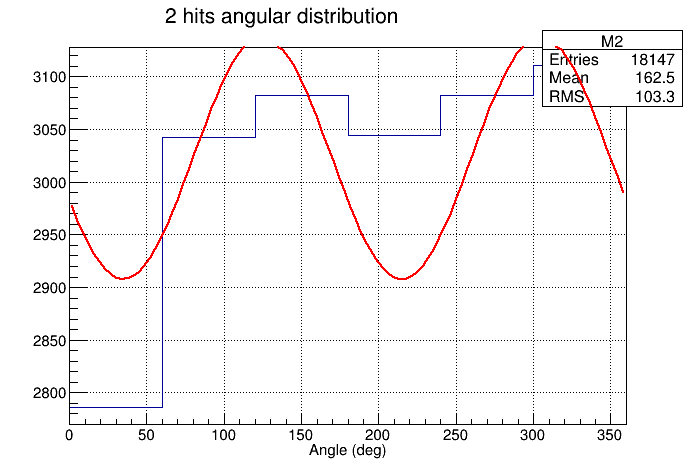 2 hits angular distribution
M2
Entries 18147
Mean 162.5
RMS 103.3
3100
3050
3000
2950
2900
2850
2800
0 50 100 150 200 250 300 350
Angle (deg)